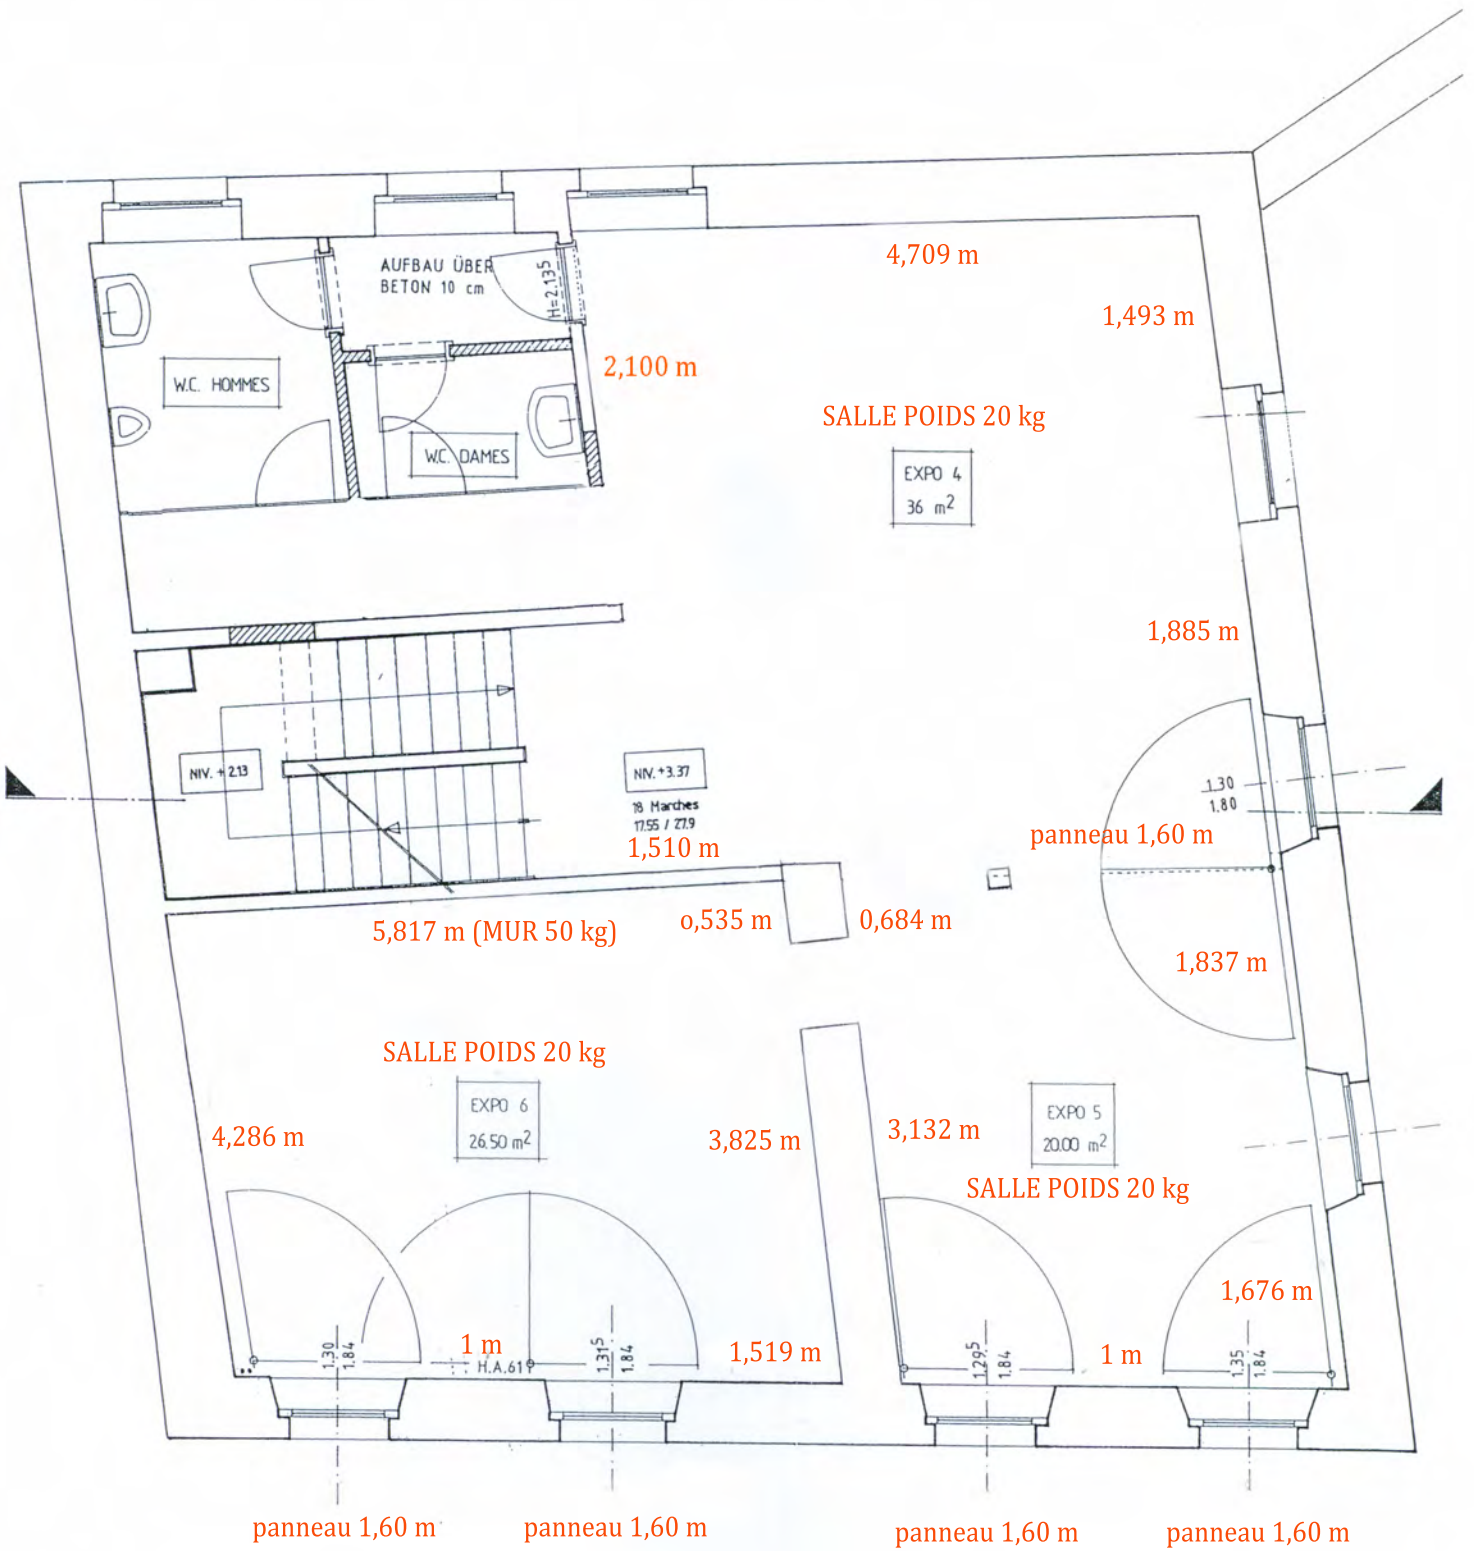 4,709 m
AUFBAU ÜBER
BETON 10 cm
H=2.135
1,493 m
2,100 m
W.C. HOMMES
SALLE POIDS 20 kg
W.C. DAMES
EXPO 4
36 m²
1,885 m
NIV. +2.13
NIV. +3.37
18 Marches
17.55 / 27.9
1,510 m
1.30
1.80
panneau 1,60 m
5,817 m (MUR 50 kg)
0,535 m
0,684 m
1,837 m
SALLE POIDS 20 kg
EXPO 6
26.50 m²
4,286 m
3,825 m
3,132 m
EXPO 5
20.00 m²
SALLE POIDS 20 kg
1,676 m
1.30
1.84
1 m
H.A.61
1.31⁵
1.84
1,519 m
1.29⁵
1.84
1 m
1.35
1.84
panneau 1,60 m
panneau 1,60 m
panneau 1,60 m
panneau 1,60 m